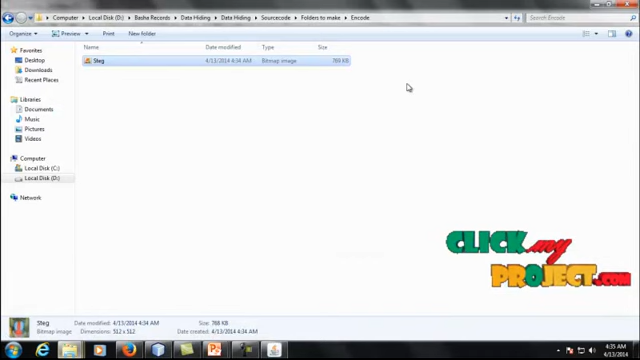 Computer ▸ Local Disk (D:) ▸ Bashe Records ▸ Data Hiding ▸ Data Hiding ▸ Sourcecode ▸ Folders to make ▸ Encode
Search Encode
Organize Preview Print New folder
Name Date modified Type Size
Steg 4/13/2014 4:34 AM Bitmap image 768 KB
Favorites
Desktop
Downloads
Recent Places
Libraries
Documents
Music
Pictures
Videos
Computer
Local Disk (C:)
Local Disk (D:)
Network
CLICK my
PROJECT.com
Steg Date modified: 4/13/2014 4:34 AM Size: 768 KB
Bitmap image Dimensions: 512 x 512 Date created: 4/13/2014 4:34 AM
4:35 AM
4/13/2014